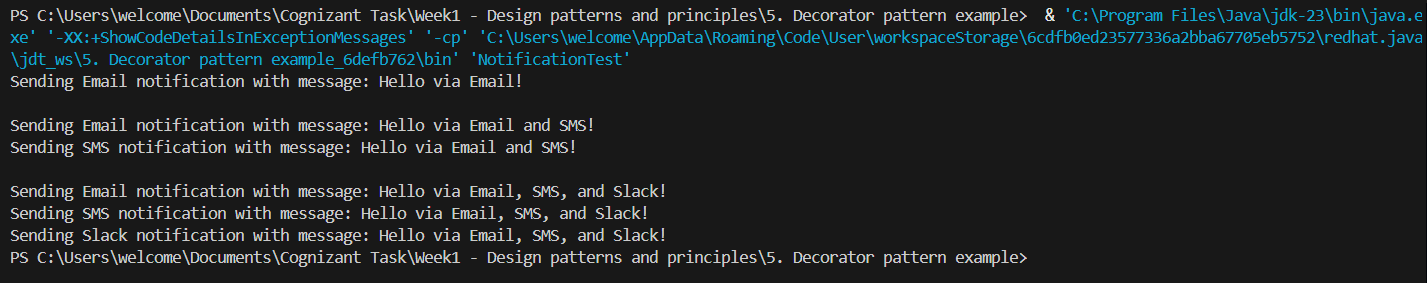 PS C:\Users\welcome\Documents\Cognizant Task\Week1 - Design patterns and principles\5. Decorator pattern example>  & 'C:\Program Files\Java\jdk-23\bin\java.e
xe' '-XX:+ShowCodeDetailsInExceptionMessages' '-cp' 'C:\Users\welcome\AppData\Roaming\Code\User\workspaceStorage\6cdfb0ed23577336a2bba67705eb5752\redhat.java
\jdt_ws\5. Decorator pattern example_6defb762\bin' 'NotificationTest'
Sending Email notification with message: Hello via Email!
Sending Email notification with message: Hello via Email and SMS!
Sending SMS notification with message: Hello via Email and SMS!
Sending Email notification with message: Hello via Email, SMS, and Slack!
Sending SMS notification with message: Hello via Email, SMS, and Slack!
Sending Slack notification with message: Hello via Email, SMS, and Slack!
PS C:\Users\welcome\Documents\Cognizant Task\Week1 - Design patterns and principles\5. Decorator pattern example>